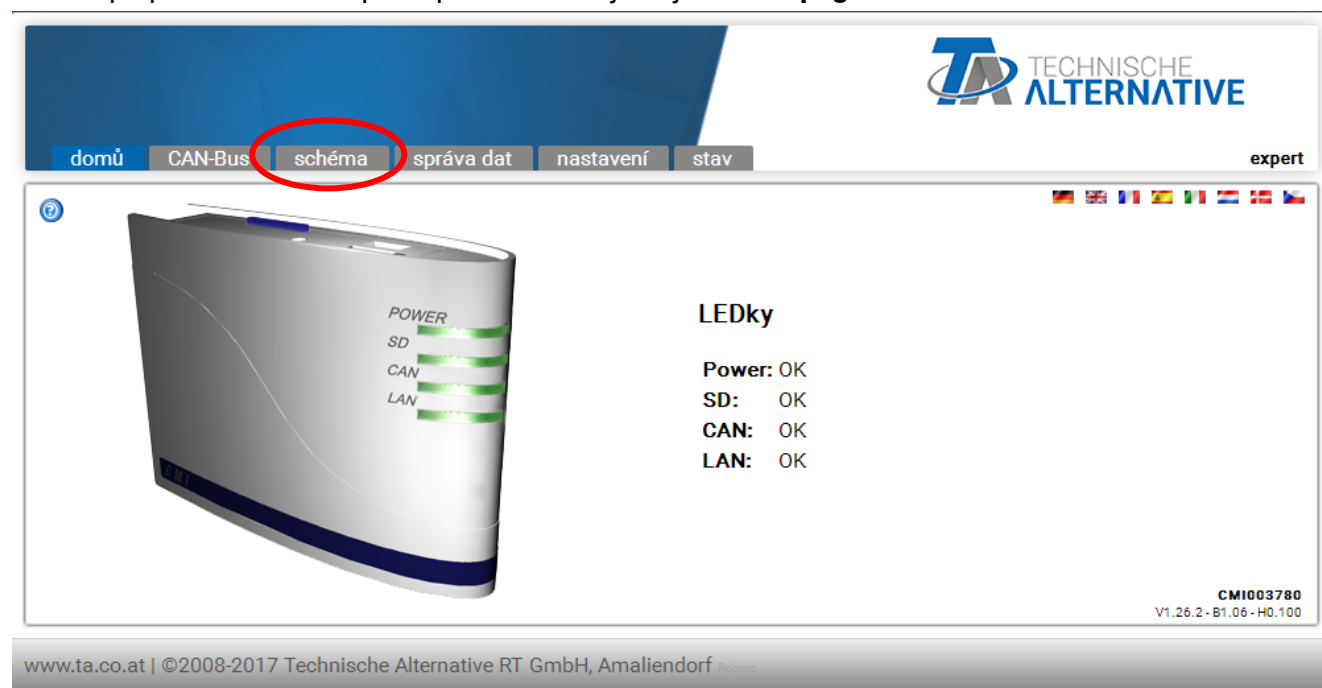 TECHNISCHE
ALTERNATIVE
domů CAN-Bus schéma správa dat nastavení stav expert
POWER
SD
CAN
LAN
CMI
LEDky
Power: OK
SD: OK
CAN: OK
LAN: OK
CMI003780
V1.26.2 - B1.06 - H0.100
www.ta.co.at | ©2008-2017 Technische Alternative RT GmbH, Amaliendorf Roboto